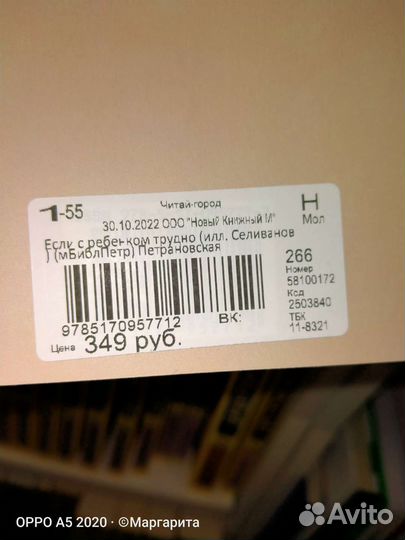 1-55
Читай-город
Н
30.10.2022 ООО "Новый Книжный М"
Мол
Если с ребенком трудно (илл. Селиванов
) (мБиблПетр) Петрановская
266
Номер
58100172
Код
2503840
ТБК
11-8321
9785170957712
ВК:
Цена 349 руб.
OPPO A5 2020 · ©Маргарита
Avito